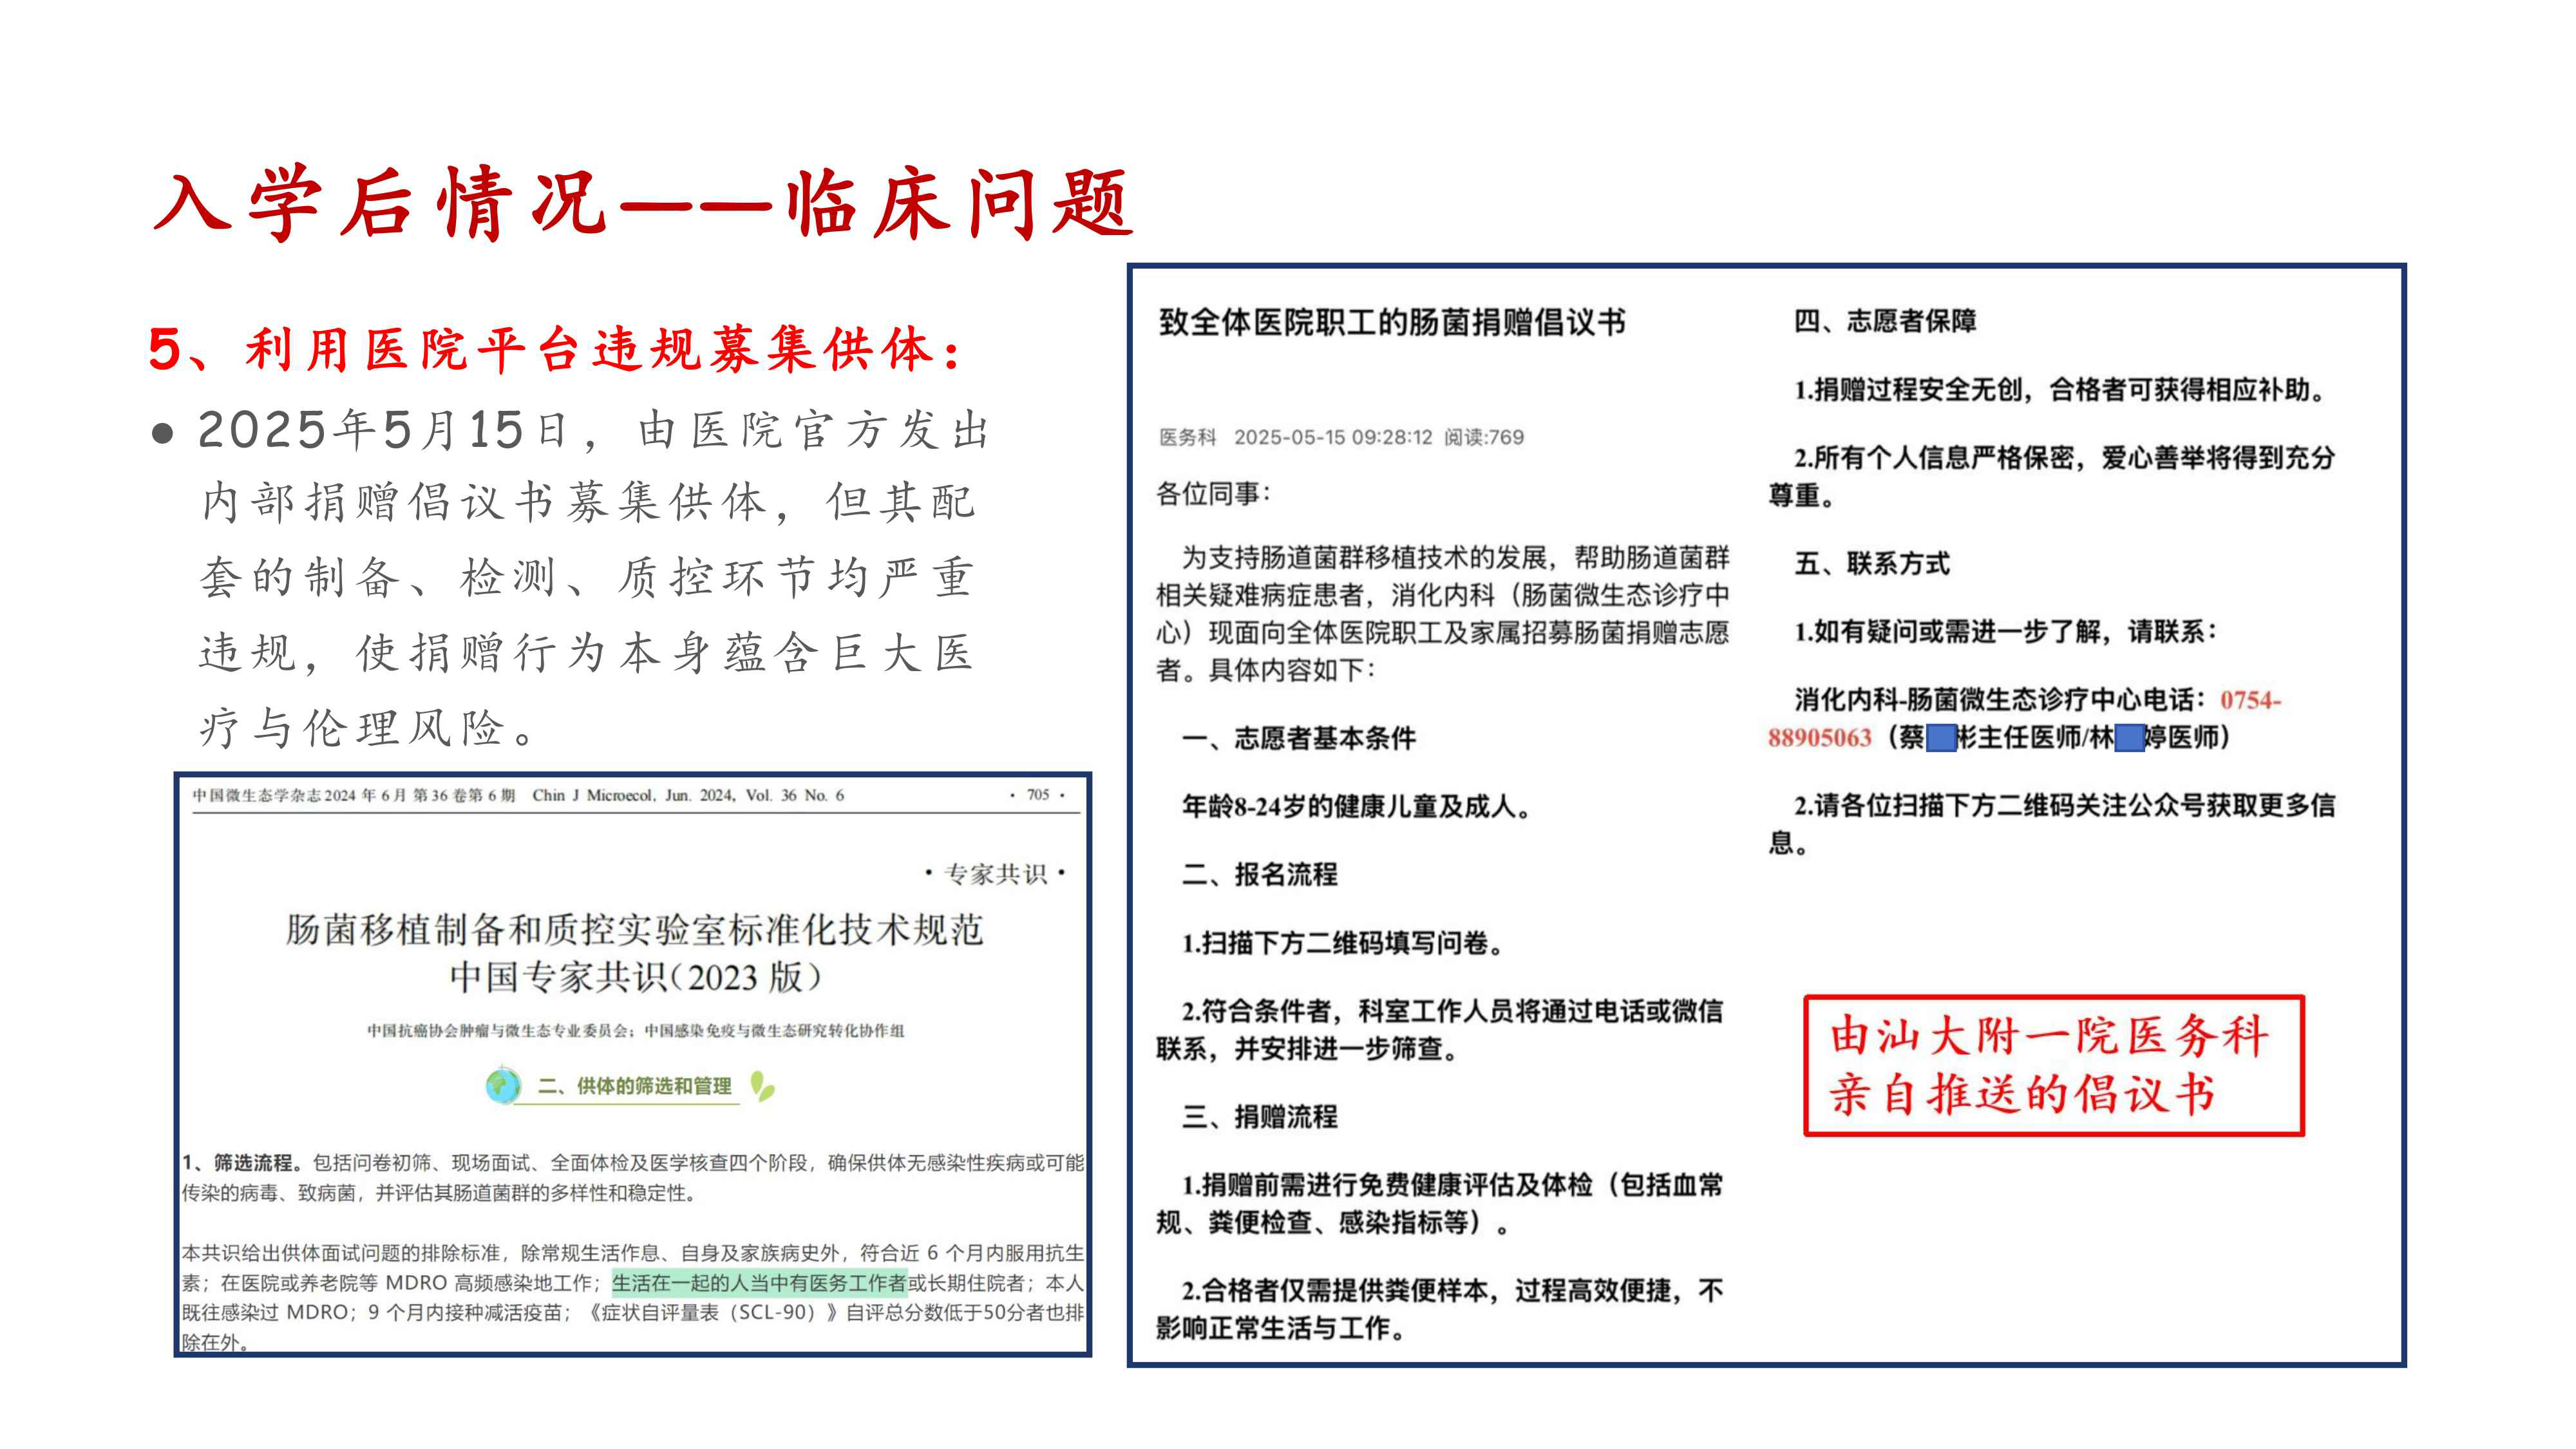 入学后情况——临床问题
5、利用医院平台违规募集供体：
● 2025年5月15日，由医院官方发出
内部捐赠倡议书募集供体，但其配
套的制备、检测、质控环节均严重
违规，使捐赠行为本身蕴含巨大医
疗与伦理风险。
中国微生态学杂志2024年6月第36卷第6期 Chin J Microecol, Jun. 2024, Vol. 36 No. 6 · 705 ·
·专家共识·
肠菌移植制备和质控实验室标准化技术规范
中国专家共识（2023 版）
中国抗癌协会肿瘤与微生态专业委员会；中国感染免疫与微生态研究转化协作组
二、供体的筛选和管理
1、筛选流程。包括问卷初筛、现场面试、全面体检及医学核查四个阶段，确保供体无感染性疾病或可能
传染的病毒、致病菌，并评估其肠道菌群的多样性和稳定性。
本共识给出供体面试问题的排除标准，除常规生活作息、自身及家族病史外，符合近 6 个月内服用抗生
素；在医院或养老院等 MDRO 高频感染地工作；生活在一起的人当中有医务工作者或长期住院者；本人
既往感染过 MDRO；9 个月内接种减活疫苗；《症状自评量表（SCL-90）》自评总分数低于50分者也排
除在外。
致全体医院职工的肠菌捐赠倡议书
医务科 2025-05-15 09:28:12 阅读:769
各位同事：
为支持肠道菌群移植技术的发展，帮助肠道菌群
相关疑难病症患者，消化内科（肠菌微生态诊疗中
心）现面向全体医院职工及家属招募肠菌捐赠志愿
者。具体内容如下：
一、志愿者基本条件
年龄8-24岁的健康儿童及成人。
二、报名流程
1.扫描下方二维码填写问卷。
2.符合条件者，科室工作人员将通过电话或微信
联系，并安排进一步筛查。
三、捐赠流程
1.捐赠前需进行免费健康评估及体检（包括血常
规、粪便检查、感染指标等）。
2.合格者仅需提供粪便样本，过程高效便捷，不
影响正常生活与工作。
四、志愿者保障
1.捐赠过程安全无创，合格者可获得相应补助。
2.所有个人信息严格保密，爱心善举将得到充分
尊重。
五、联系方式
1.如有疑问或需进一步了解，请联系：
消化内科-肠菌微生态诊疗中心电话：0754-
88905063（蔡 彬主任医师/林 婷医师）
2.请各位扫描下方二维码关注公众号获取更多信
息。
由汕大附一院医务科
亲自推送的倡议书